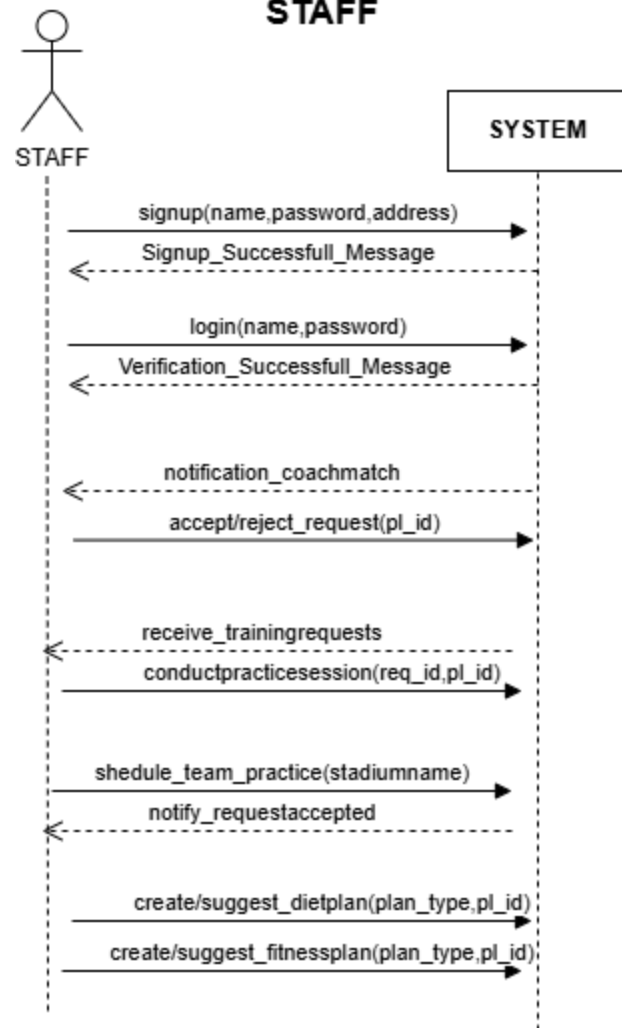 STAFF
STAFF
SYSTEM
signup(name,password,address)
Signup_Successfull_Message
login(name,password)
Verification_Successfull_Message
notification_coachmatch
accept/reject_request(pl_id)
receive_trainingrequests
conductpracticesession(req_id,pl_id)
shedule_team_practice(stadiumname)
notify_requestaccepted
create/suggest_dietplan(plan_type,pl_id)
create/suggest_fitnessplan(plan_type,pl_id)